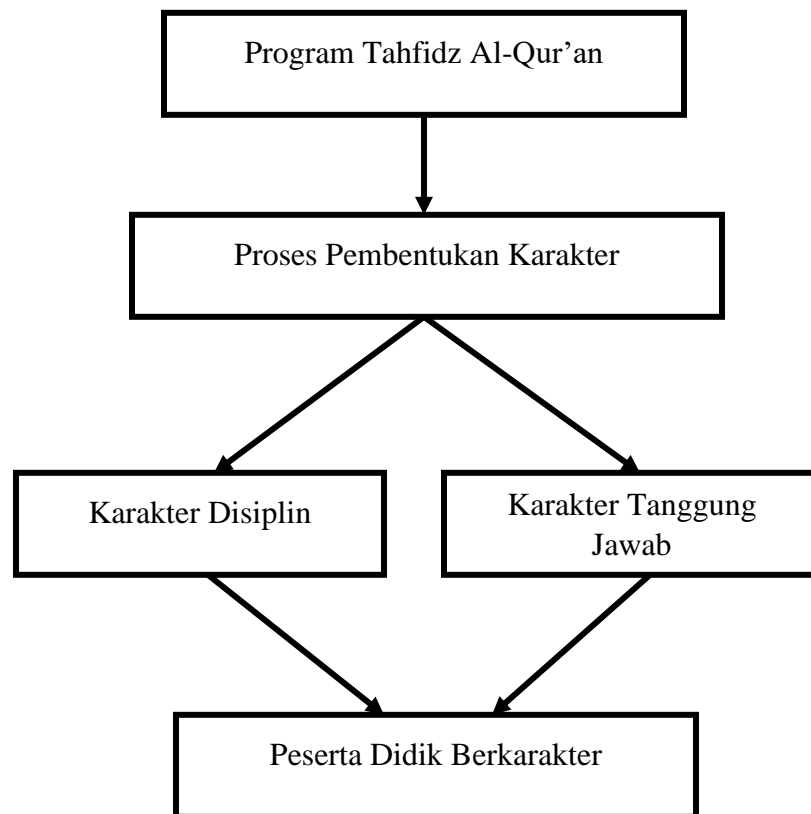 Program Tahfidz Al-Qur’an
Proses Pembentukan Karakter
Karakter Disiplin
Karakter Tanggung
Jawab
Peserta Didik Berkarakter